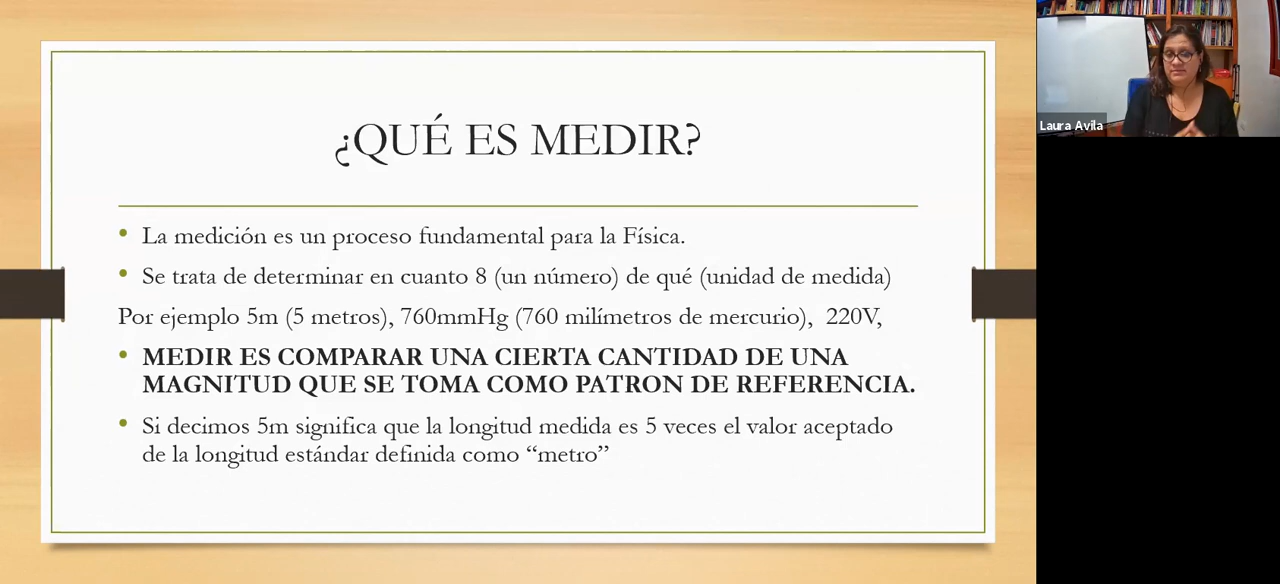 ¿QUÉ ES MEDIR?
• La medición es un proceso fundamental para la Física.
• Se trata de determinar en cuanto 8 (un número) de qué (unidad de medida)
Por ejemplo 5m (5 metros), 760mmHg (760 milímetros de mercurio), 220V,
• MEDIR ES COMPARAR UNA CIERTA CANTIDAD DE UNA
MAGNITUD QUE SE TOMA COMO PATRON DE REFERENCIA.
• Si decimos 5m significa que la longitud medida es 5 veces el valor aceptado
de la longitud estándar definida como “metro”
Laura Avila